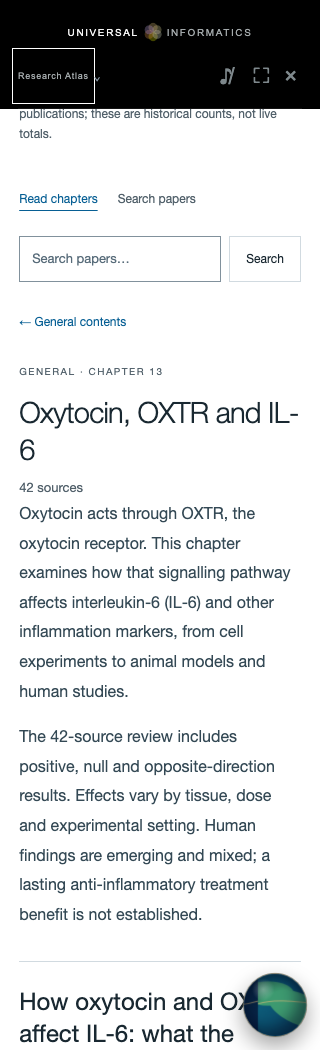 UNIVERSAL INFORMATICS
Research Atlas
publications; these are historical counts, not live
totals.
Read chapters Search papers
Search papers... Search
← General contents
GENERAL · CHAPTER 13
Oxytocin, OXTR and IL-
6
42 sources
Oxytocin acts through OXTR, the
oxytocin receptor. This chapter
examines how that signalling pathway
affects interleukin-6 (IL-6) and other
inflammation markers, from cell
experiments to animal models and
human studies.
The 42-source review includes
positive, null and opposite-direction
results. Effects vary by tissue, dose
and experimental setting. Human
findings are emerging and mixed; a
lasting anti-inflammatory treatment
benefit is not established.
How oxytocin and
affect IL-6: what the